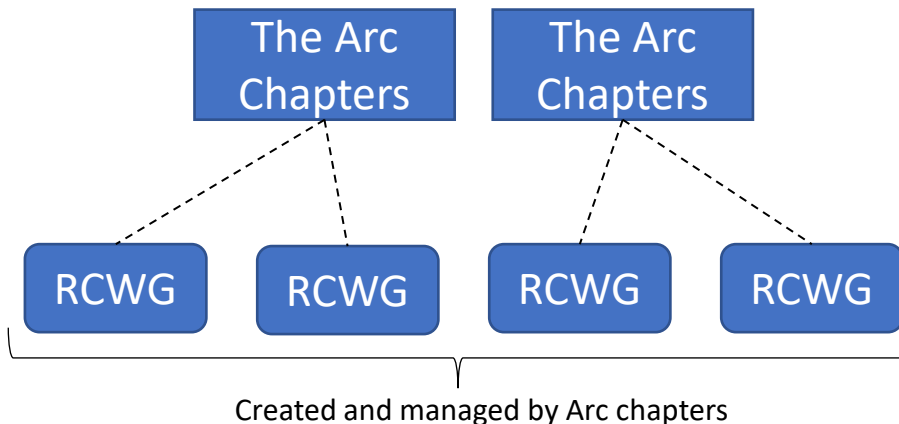 The Arc
Chapters
The Arc
Chapters
RCWG
RCWG
RCWG
RCWG
Created and managed by Arc chapters